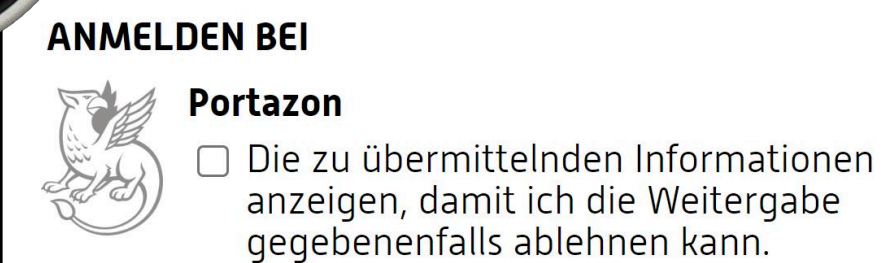 ANMELDEN BEI
Portazon
Die zu übermittelnden Informationen
anzeigen, damit ich die Weitergabe
gegebenenfalls ablehnen kann.